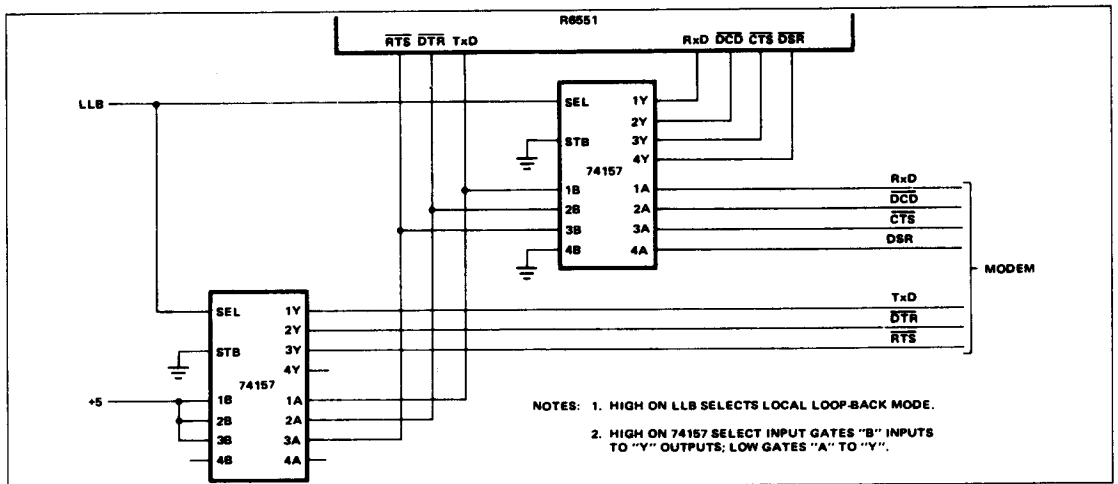 R6551
RTS DTR TxD RxD DCD CTS DSR
LLB
SEL 1Y
2Y
STB 3Y
4Y
74157
1B 1A RxD
2B 2A DCD
3B 3A CTS
4B 4A DSR
MODEM
SEL 1Y TxD
2Y DTR
STB 3Y RTS
4Y
74157
+5 1B 1A
2B 2A
3B 3A
4B 4A
NOTES: 1. HIGH ON LLB SELECTS LOCAL LOOP-BACK MODE.
2. HIGH ON 74157 SELECT INPUT GATES "B" INPUTS
TO "Y" OUTPUTS; LOW GATES "A" TO "Y".